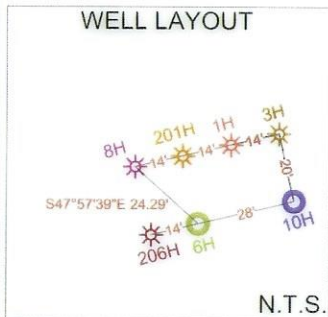 WELL LAYOUT
3H
1H
201H
8H
14' 14' 14'
20'
S47°57'39"E 24.29'
14' 28'
10H
6H
206H
N.T.S.